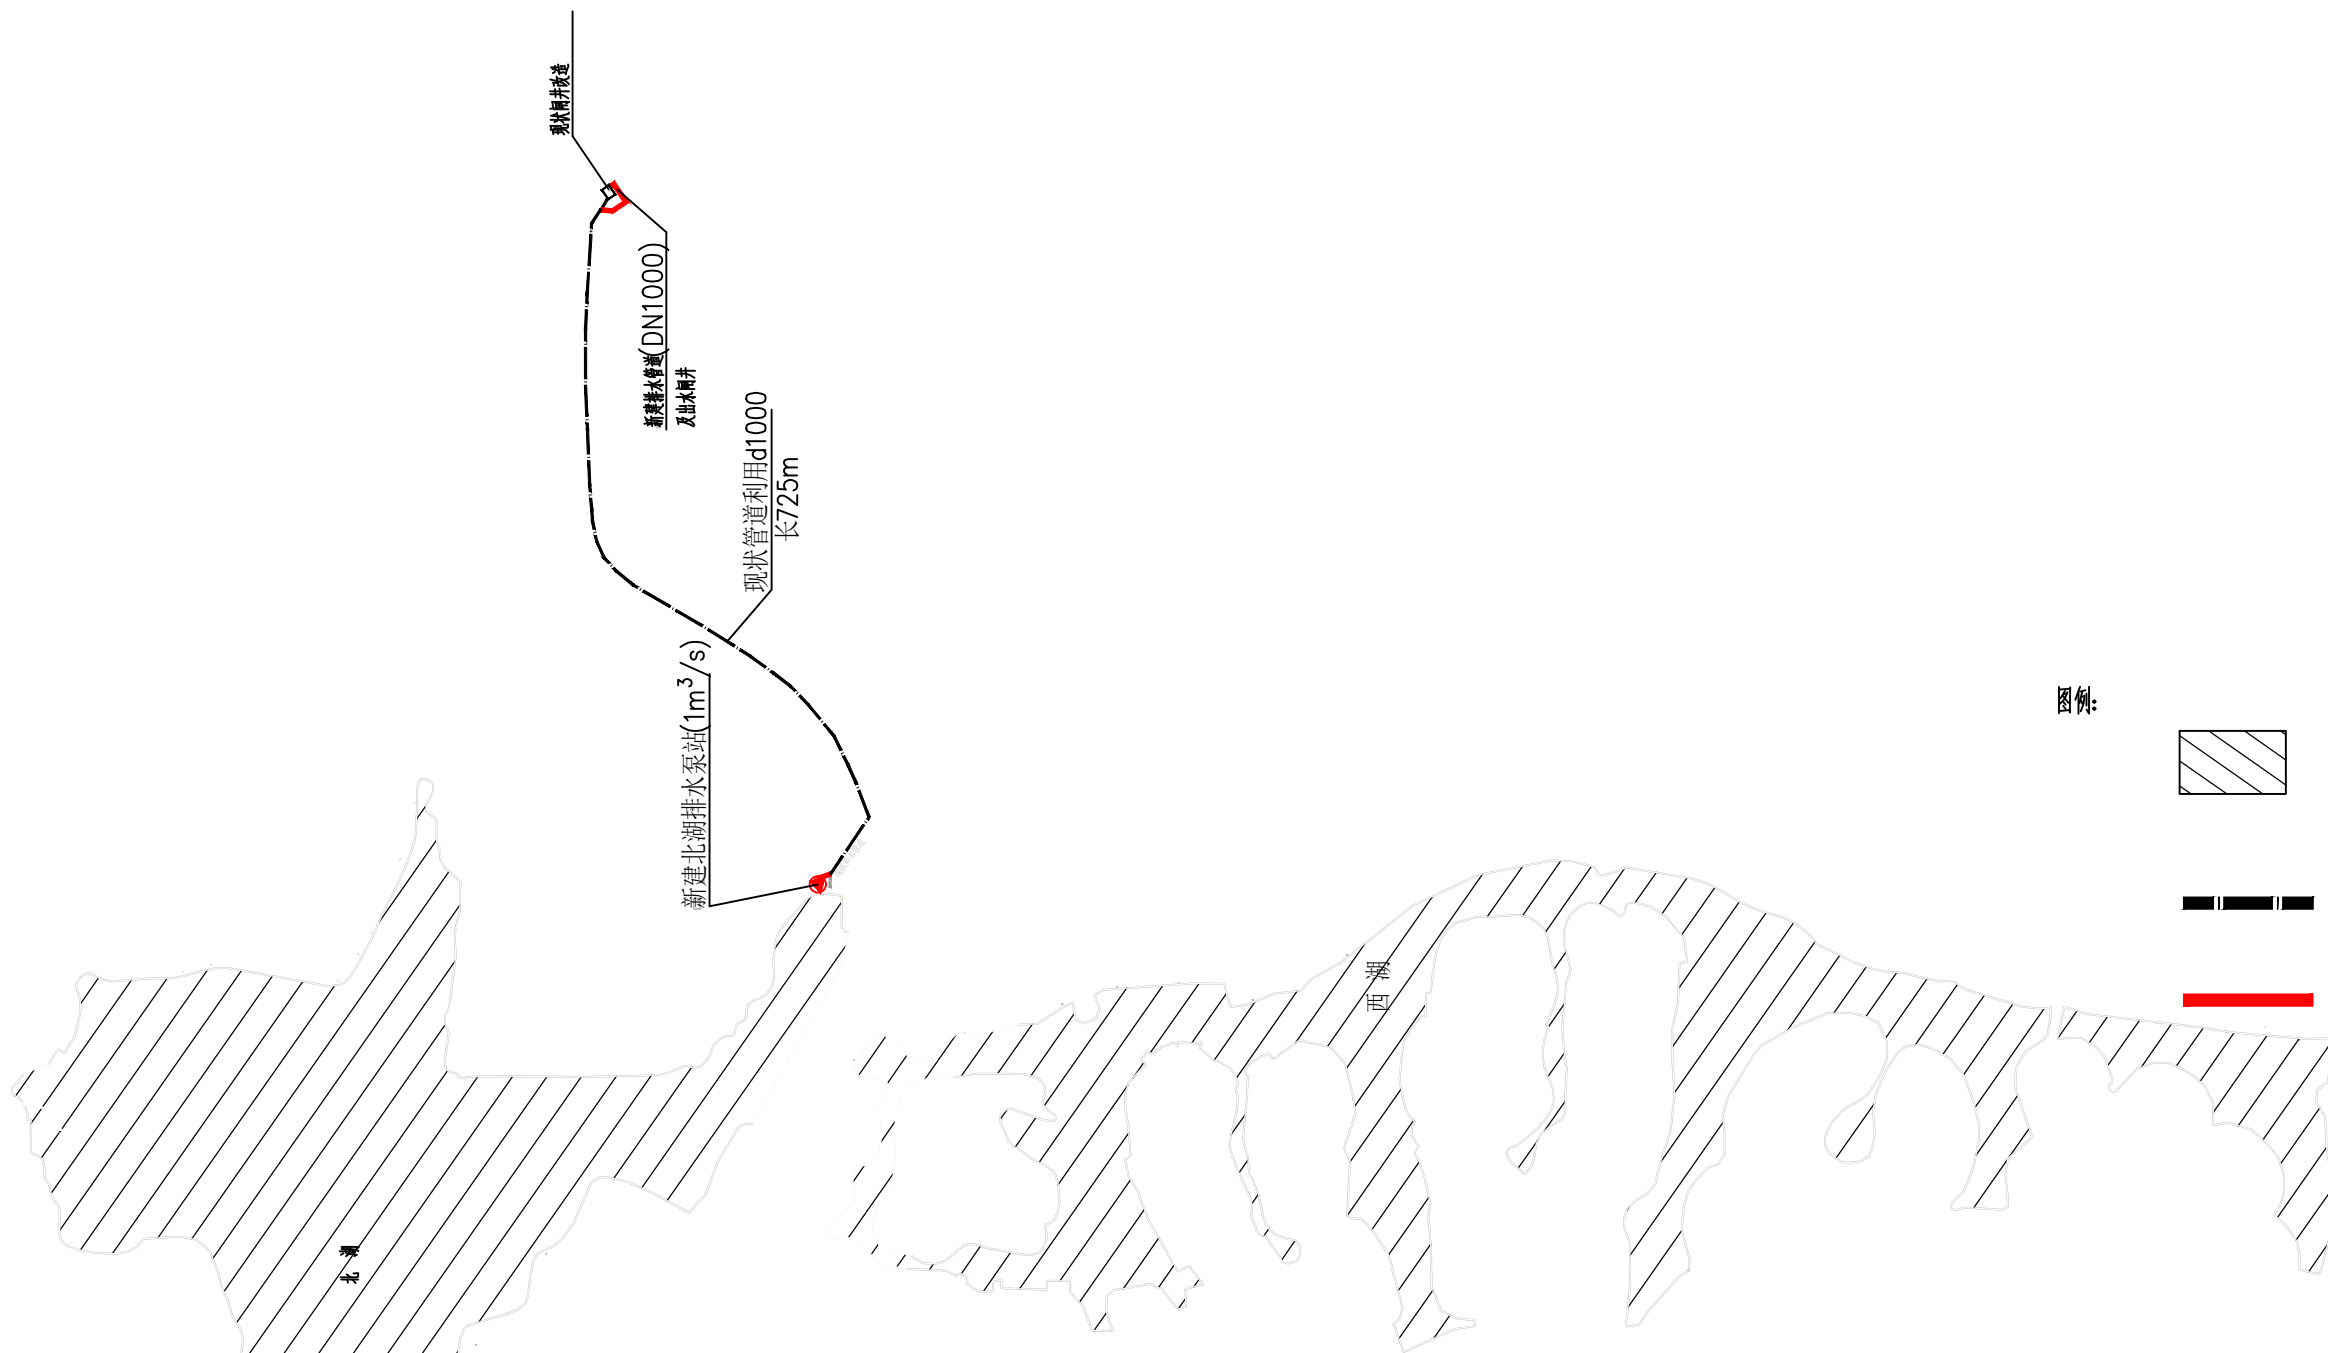 现状闸井改造
新建排水管道(DN1000)
及出水闸井
现状管道利用d1000
长725m
新建北湖排水泵站(1m³/s)
图例:
西 湖
北 湖